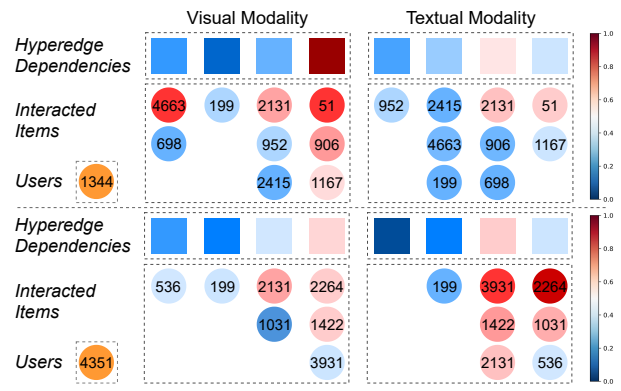 Visual Modality Textual Modality
Hyperedge
Dependencies
1.0
0.8
0.6
0.4
0.2
0.0
Interacted
Items
4663 199 2131 51 952 2415 2131 51
698 952 906 4663 906 1167
Users 1344 2415 1167 199 698
Hyperedge
Dependencies
1.0
0.8
0.6
0.4
0.2
0.0
Interacted
Items
536 199 2131 2264 199 3931 2264
1031 1422 1422 1031
Users 4351 3931 2131 536